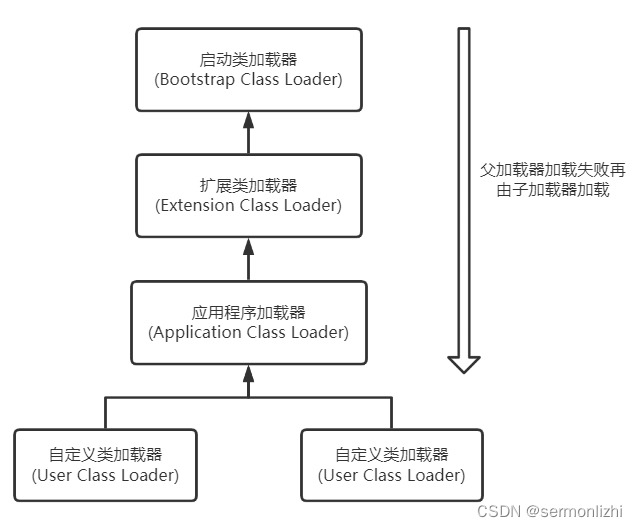 启动类加载器
(Bootstrap Class Loader)
扩展类加载器
(Extension Class Loader)
父加载器加载失败再
由子加载器加载
应用程序加载器
(Application Class Loader)
自定义类加载器
(User Class Loader)
自定义类加载器
(User Class Loader)
CSDN @sermonlizhi